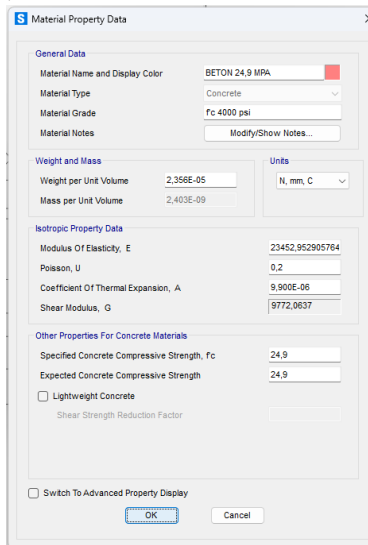 S Material Property Data
General Data
Material Name and Display Color BETON 24,9 MPA
Material Type Concrete
Material Grade f'c 4000 psi
Material Notes Modify/Show Notes...
Weight and Mass Units
Weight per Unit Volume 2,356E-05 N, mm, C
Mass per Unit Volume 2,403E-09
Isotropic Property Data
Modulus Of Elasticity, E 23452,952905764
Poisson, U 0,2
Coefficient Of Thermal Expansion, A 9,900E-06
Shear Modulus, G 9772,0637
Other Properties For Concrete Materials
Specified Concrete Compressive Strength, f'c 24,9
Expected Concrete Compressive Strength 24,9
Lightweight Concrete
Shear Strength Reduction Factor
Switch To Advanced Property Display
OK Cancel